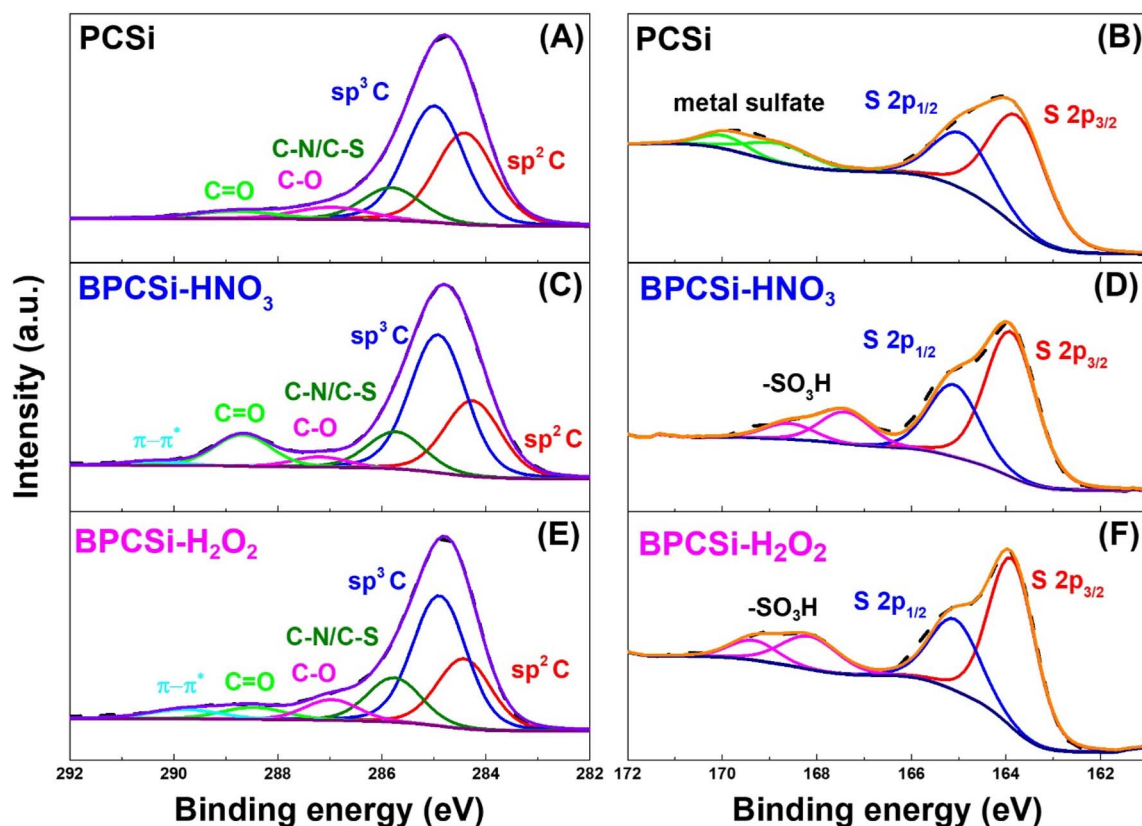 PCSi
(A)
sp³ C
C-N/C-S
sp² C
C=O
C-O
PCSi
(B)
metal sulfate
S 2p₁/₂
S 2p₃/₂
BPCSi-HNO₃
(C)
sp³ C
C-N/C-S
C=O
C-O
π–π*
sp² C
BPCSi-HNO₃
(D)
S 2p₁/₂
S 2p₃/₂
-SO₃H
BPCSi-H₂O₂
(E)
sp³ C
C-N/C-S
C-O
sp² C
π–π*
C=O
BPCSi-H₂O₂
(F)
S 2p₁/₂
S 2p₃/₂
-SO₃H
Intensity (a.u.)
292 290 288 286 284 282
172 170 168 166 164 162
Binding energy (eV)
Binding energy (eV)